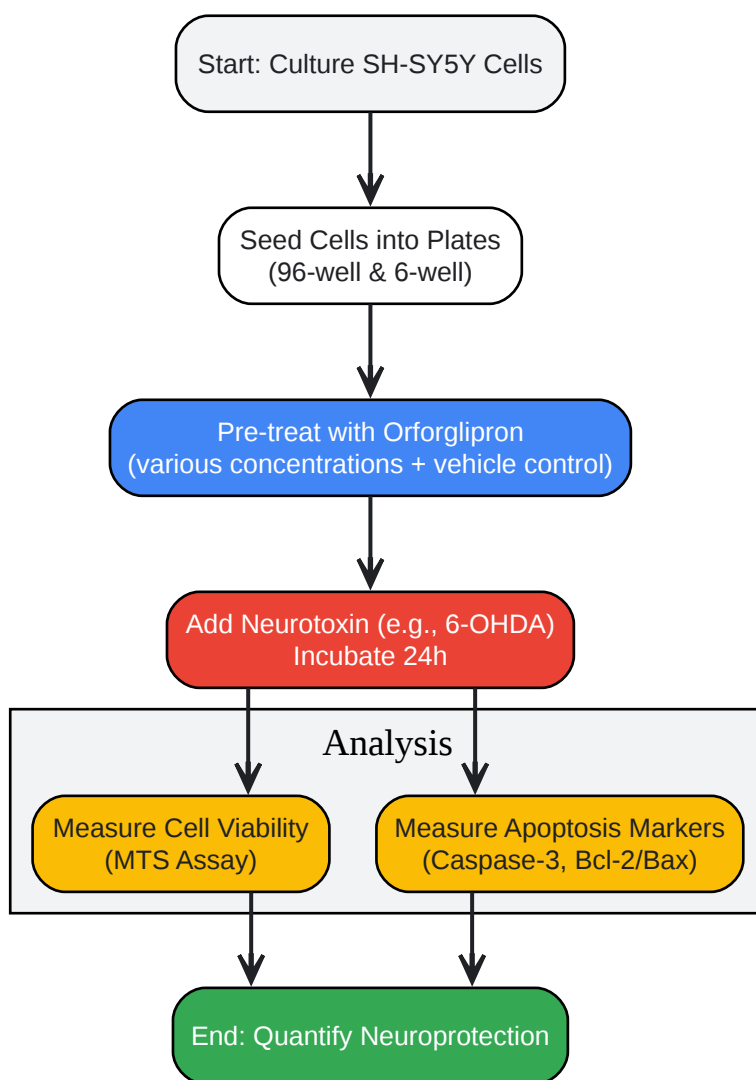 Start: Culture SH-SY5Y Cells
Seed Cells into Plates
(96-well & 6-well)
Pre-treat with Orforglipron
(various concentrations + vehicle control)
Add Neurotoxin (e.g., 6-OHDA)
Incubate 24h
Analysis
Measure Cell Viability
(MTS Assay)
Measure Apoptosis Markers
(Caspase-3, Bcl-2/Bax)
End: Quantify Neuroprotection